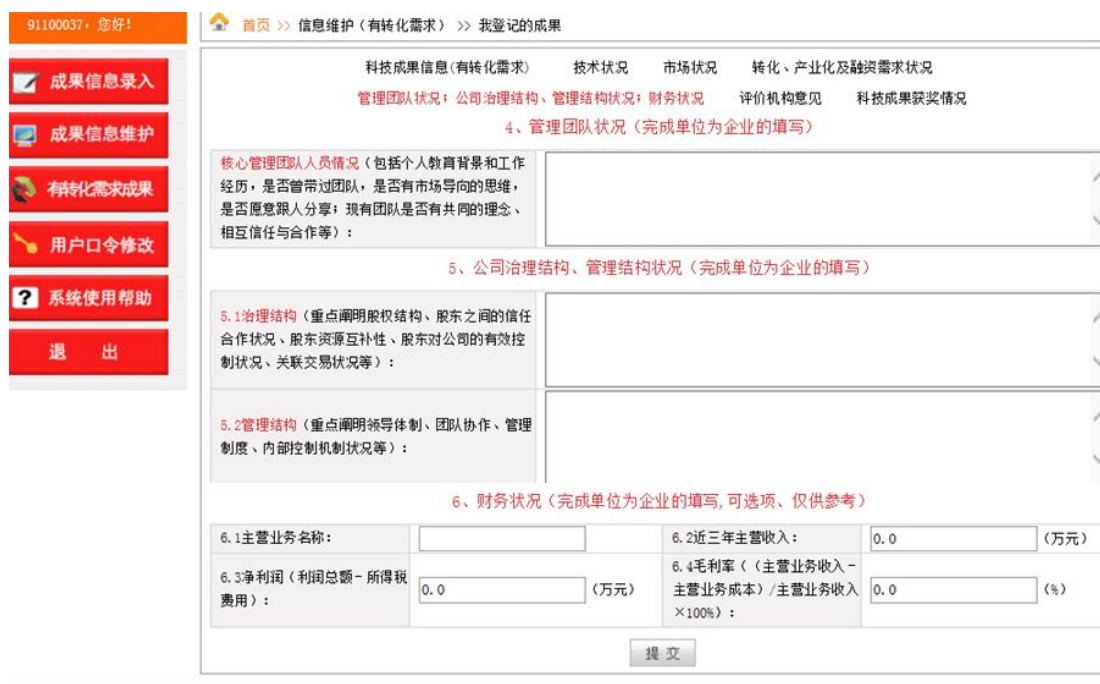 91100037，您好！
首页 >> 信息维护（有转化需求） >> 我登记的成果
成果信息录入
成果信息维护
有转化需求成果
用户口令修改
? 系统使用帮助
退 出
科技成果信息(有转化需求) 技术状况 市场状况 转化、产业化及融资需求状况
管理团队状况；公司治理结构、管理结构状况；财务状况 评价机构意见 科技成果获奖情况
4、管理团队状况（完成单位为企业的填写）
核心管理团队人员情况（包括个人教育背景和工作
经历，是否曾带过团队，是否有市场导向的思维，
是否愿意跟人分享；现有团队是否有共同的理念、
相互信任与合作等）：
5、公司治理结构、管理结构状况（完成单位为企业的填写）
5.1治理结构（重点阐明股权结构、股东之间的信任
合作状况、股东资源互补性、股东对公司的有效控
制状况、关联交易状况等）：
5.2管理结构（重点阐明领导体制、团队协作、管理
制度、内部控制机制状况等）：
6、财务状况（完成单位为企业的填写,可选项、仅供参考）
6.1主营业务名称：
6.2近三年主营收入： 0.0 （万元）
6.3净利润（利润总额-所得税
费用）： 0.0 （万元）
6.4毛利率（（主营业务收入-
主营业务成本）/主营业务收入
×100%）： 0.0 （%）
提 交